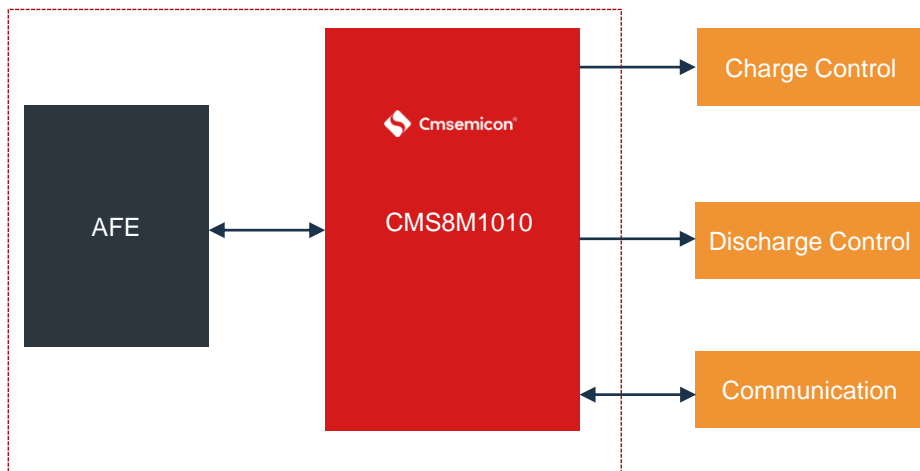 Cmsemicon®
AFE
CMS8M1010
Charge Control
Discharge Control
Communication